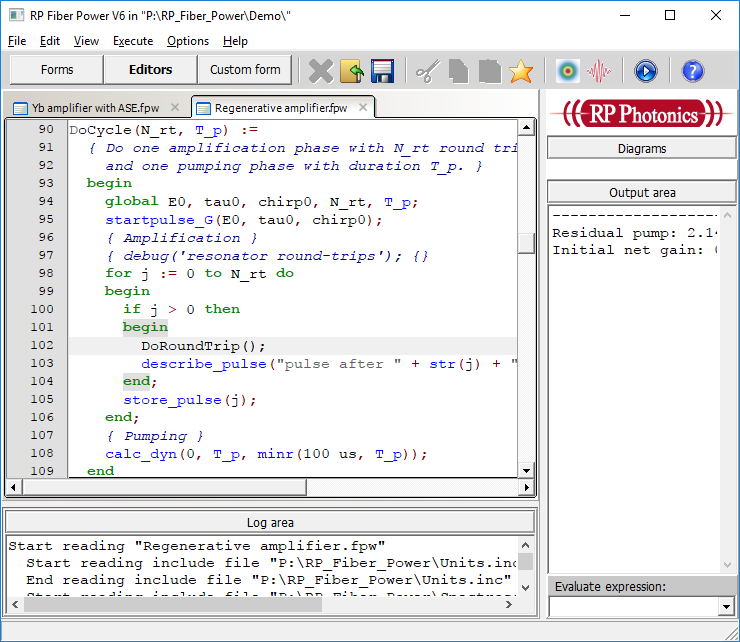 RP Fiber Power V6 in "P:\RP_Fiber_Power\Demo\"
File Edit View Execute Options Help
Forms Editors Custom form
Yb amplifier with ASE.fpw Regenerative amplifier.fpw
90 DoCycle(N_rt, T_p) :=
91 { Do one amplification phase with N_rt round tri
92 and one pumping phase with duration T_p. }
93 begin
94 global E0, tau0, chirp0, N_rt, T_p;
95 startpulse_G(E0, tau0, chirp0);
96 { Amplification }
97 { debug('resonator round-trips'); {}
98 for j := 0 to N_rt do
99 begin
100 if j > 0 then
101 begin
102 DoRoundTrip();
103 describe_pulse("pulse after " + str(j) + "
104 end;
105 store_pulse(j);
106 end;
107 { Pumping }
108 calc_dyn(0, T_p, minr(100 us, T_p));
109 end
RP Photonics
Diagrams
Output area
--------------------
Residual pump: 2.14
Initial net gain:
Evaluate expression:
Log area
Start reading "Regenerative amplifier.fpw"
Start reading include file "P:\RP_Fiber_Power\Units.inc
End reading include file "P:\RP_Fiber_Power\Units.inc"
Start reading include file "P:\RP_Fiber_Power\